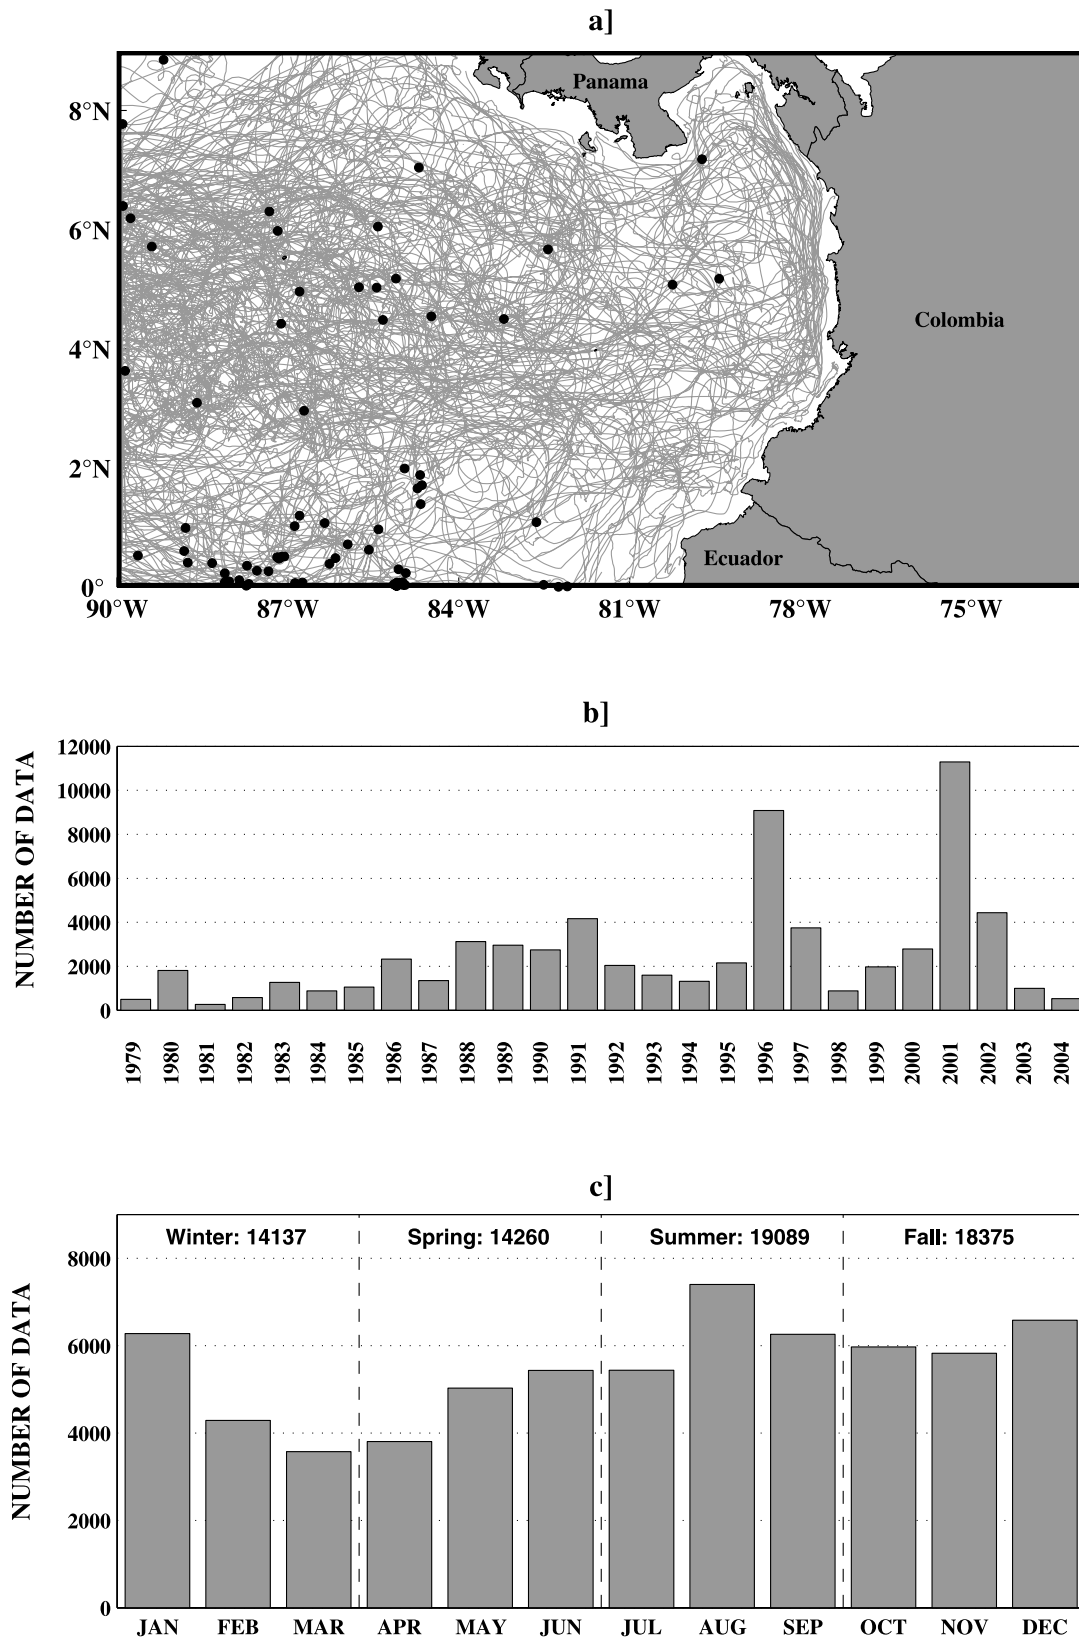 a]
Panama
8°N
6°N
Colombia
4°N
2°N
Ecuador
0°
90°W 87°W 84°W 81°W 78°W 75°W
b]
NUMBER OF DATA
12000
10000
8000
6000
4000
2000
0
1979 1980 1981 1982 1983 1984 1985 1986 1987 1988 1989 1990 1991 1992 1993 1994 1995 1996 1997 1998 1999 2000 2001 2002 2003 2004
c]
NUMBER OF DATA
Winter: 14137 Spring: 14260 Summer: 19089 Fall: 18375
8000
6000
4000
2000
0
JAN FEB MAR APR MAY JUN JUL AUG SEP OCT NOV DEC